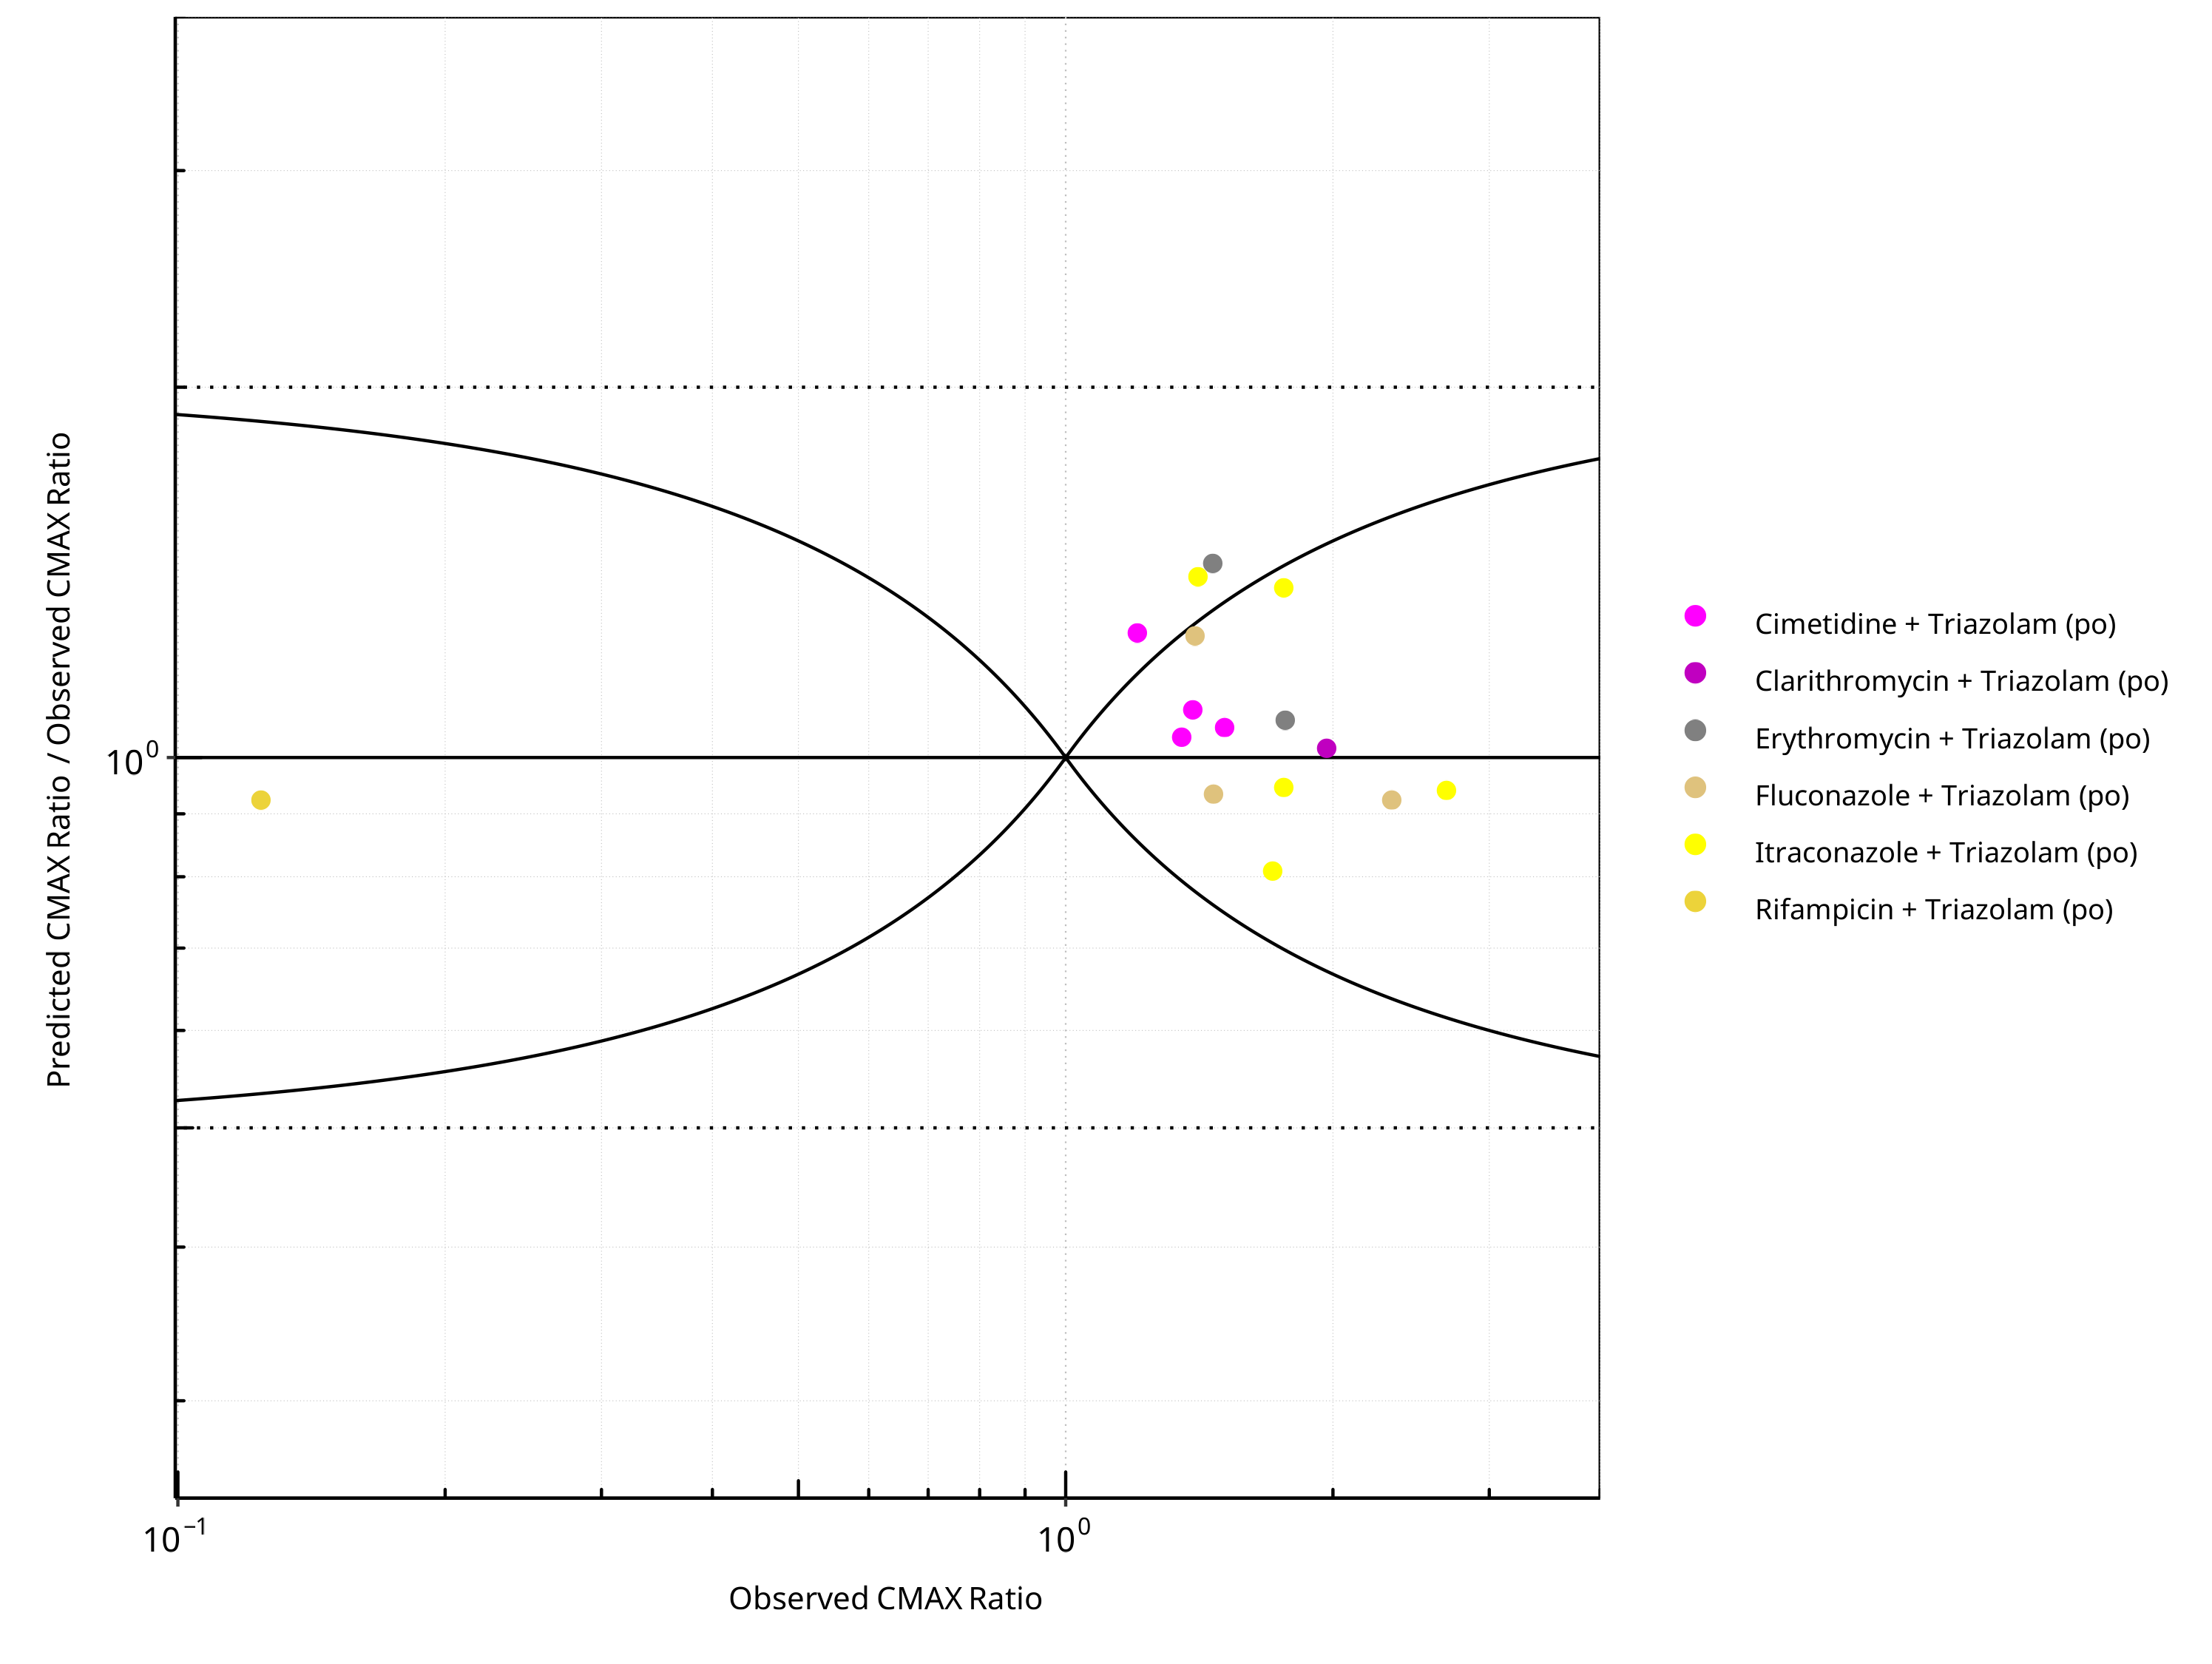 Predicted CMAX Ratio / Observed CMAX Ratio
10⁰
10⁻¹
10⁰
Observed CMAX Ratio
Cimetidine + Triazolam (po)
Clarithromycin + Triazolam (po)
Erythromycin + Triazolam (po)
Fluconazole + Triazolam (po)
Itraconazole + Triazolam (po)
Rifampicin + Triazolam (po)